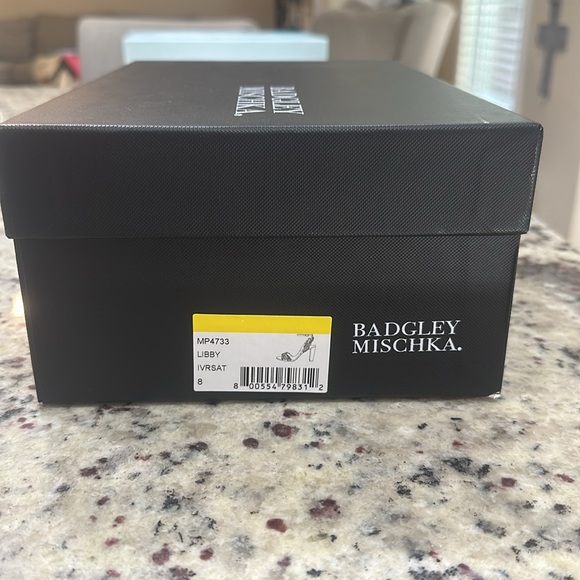 BADGLEY
MISCHKA.
MP4733
LIBBY
IVRSAT
8
8 00554 79831 2
BADGLEY
MISCHKA.